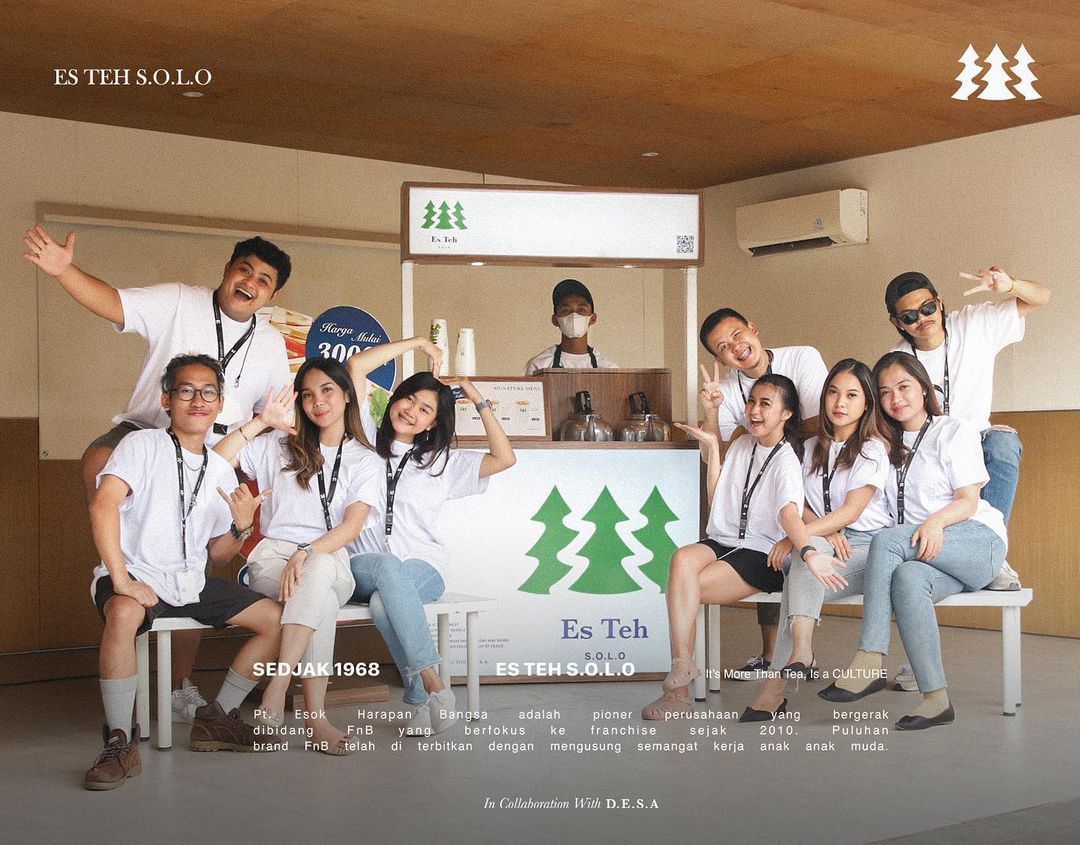 ES TEH S.O.L.O
Es Teh
Harga
Mulai
SIGNATURE MENU
Es Teh
S.O.L.O
SEDJAK 1968
ES TEH S.O.L.O
It's More Than Tea, Is a CULTURE
Pt. Esok Harapan Bangsa adalah pioner perusahaan yang bergerak
dibidang FnB yang berfokus ke franchise sejak 2010. Puluhan
brand FnB telah di terbitkan dengan mengusung semangat kerja anak anak muda.
In Collaboration With D.E.S.A